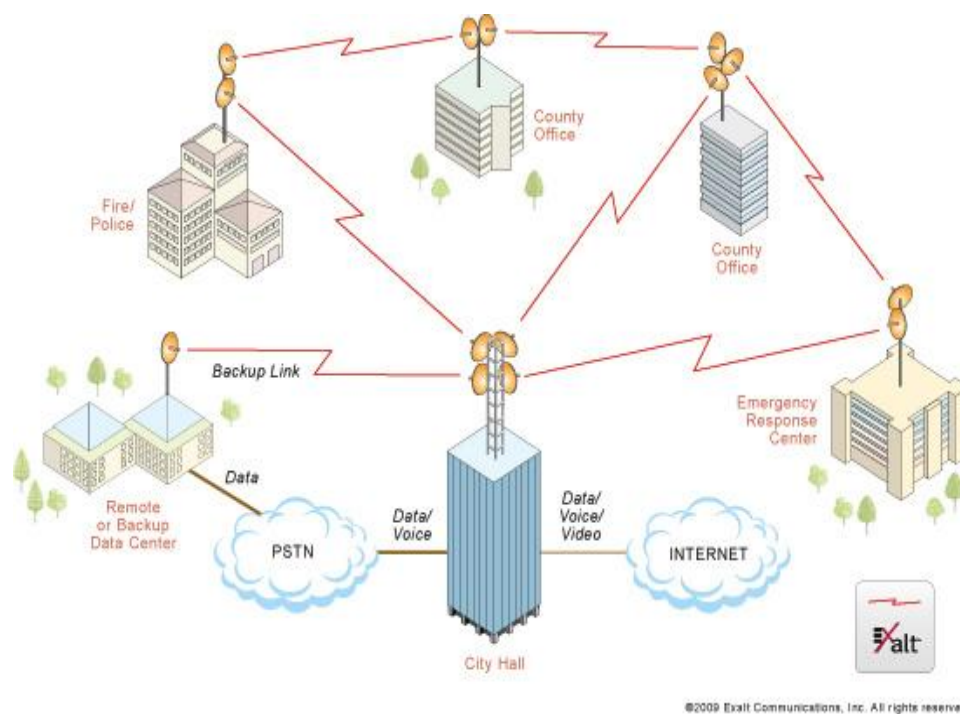 County
Office
Fire/
Police
County
Office
Backup Link
Emergency
Response
Center
Data
Remote
or Backup
Data Center
PSTN
Data/
Voice
Data/
Voice/
Video
INTERNET
City Hall
Exalt
©2009 Exalt Communications, Inc. All rights reserve